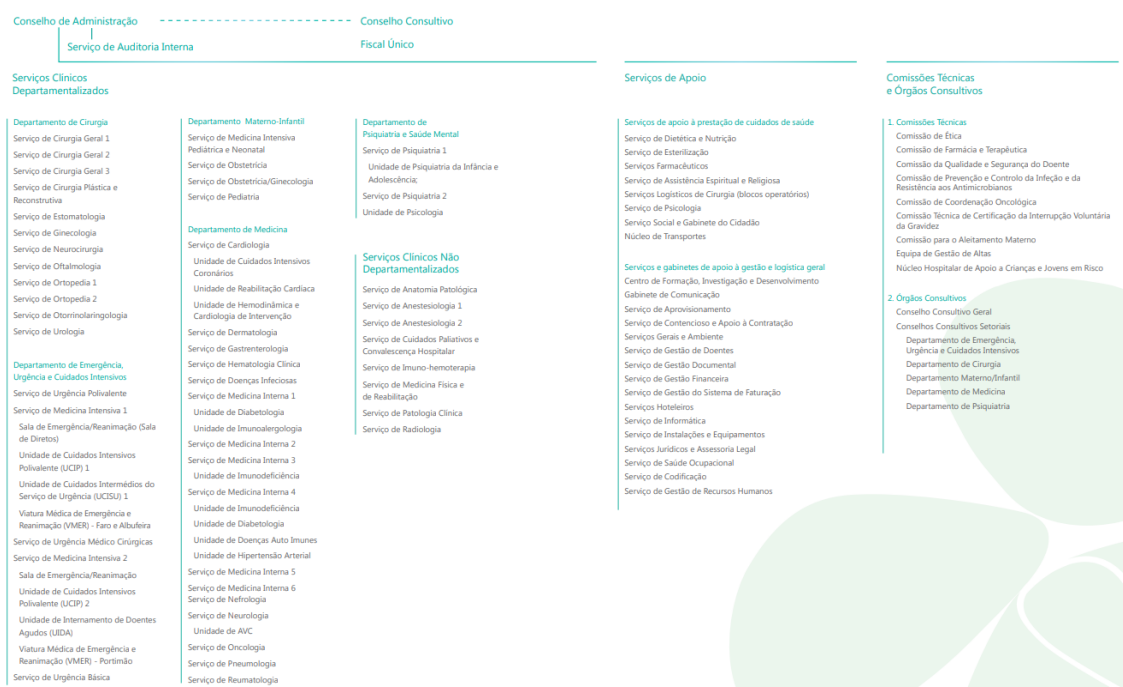 Conselho de Administração
Conselho Consultivo
Serviço de Auditoria Interna
Fiscal Único
Serviços Clínicos
Departamentalizados
Departamento de Cirurgia
Serviço de Cirurgia Geral 1
Serviço de Cirurgia Geral 2
Serviço de Cirurgia Geral 3
Serviço de Cirurgia Plástica e
Reconstrutiva
Serviço de Estomatologia
Serviço de Ginecologia
Serviço de Neurocirurgia
Serviço de Oftalmologia
Serviço de Ortopedia 1
Serviço de Ortopedia 2
Serviço de Otorrinolaringologia
Serviço de Urologia
Departamento de Emergência,
Urgência e Cuidados Intensivos
Serviço de Urgência Polivalente
Serviço de Medicina Intensiva 1
Sala de Emergência/Reanimação (Sala
de Diretos)
Unidade de Cuidados Intensivos
Polivalente (UCIP) 1
Unidade de Cuidados Intermédios do
Serviço de Urgência (UCISU) 1
Viatura Médica de Emergência e
Reanimação (VMER) - Faro e Albufeira
Serviço de Urgência Médico Cirúrgicas
Serviço de Medicina Intensiva 2
Sala de Emergência/Reanimação
Unidade de Cuidados Intensivos
Polivalente (UCIP) 2
Unidade de Internamento de Doentes
Agudos (UIDA)
Viatura Médica de Emergência e
Reanimação (VMER) - Portimão
Serviço de Urgência Básica
Departamento Materno-Infantil
Serviço de Medicina Intensiva
Pediátrica e Neonatal
Serviço de Obstetrícia
Serviço de Obstetrícia/Ginecologia
Serviço de Pediatria
Departamento de Medicina
Serviço de Cardiologia
Unidade de Cuidados Intensivos
Coronários
Unidade de Reabilitação Cardíaca
Unidade de Hemodinâmica e
Cardiologia de Intervenção
Serviço de Dermatologia
Serviço de Gastrenterologia
Serviço de Hematologia Clínica
Serviço de Doenças Infeciosas
Serviço de Medicina Interna 1
Unidade de Diabetologia
Unidade de Imunoalergologia
Serviço de Medicina Interna 2
Serviço de Medicina Interna 3
Unidade de Imunodeficiência
Serviço de Medicina Interna 4
Unidade de Imunodeficiência
Unidade de Diabetologia
Unidade de Doenças Auto Imunes
Unidade de Hipertensão Arterial
Serviço de Medicina Interna 5
Serviço de Medicina Interna 6
Serviço de Nefrologia
Serviço de Neurologia
Unidade de AVC
Serviço de Oncologia
Serviço de Pneumologia
Serviço de Reumatologia
Departamento de
Psiquiatria e Saúde Mental
Serviço de Psiquiatria 1
Unidade de Psiquiatria da Infância e
Adolescência;
Serviço de Psiquiatria 2
Unidade de Psicologia
Serviços Clínicos Não
Departamentalizados
Serviço de Anatomia Patológica
Serviço de Anestesiologia 1
Serviço de Anestesiologia 2
Serviço de Cuidados Paliativos e
Convalescença Hospitalar
Serviço de Imuno-hemoterapia
Serviço de Medicina Física e
de Reabilitação
Serviço de Patologia Clínica
Serviço de Radiologia
Serviços de Apoio
Serviços de apoio à prestação de cuidados de saúde
Serviço de Dietética e Nutrição
Serviço de Esterilização
Serviços Farmacêuticos
Serviço de Assistência Espiritual e Religiosa
Serviços Logísticos de Cirurgia (blocos operatórios)
Serviço de Psicologia
Serviço Social e Gabinete do Cidadão
Núcleo de Transportes
Serviços e gabinetes de apoio à gestão e logística geral
Centro de Formação, Investigação e Desenvolvimento
Gabinete de Comunicação
Serviço de Aprovisionamento
Serviço de Contencioso e Apoio à Contratação
Serviços Gerais e Ambiente
Serviço de Gestão de Doentes
Serviço de Gestão Documental
Serviço de Gestão Financeira
Serviço de Gestão do Sistema de Faturação
Serviços Hoteleiros
Serviço de Informática
Serviço de Instalações e Equipamentos
Serviços Jurídicos e Assessoria Legal
Serviço de Saúde Ocupacional
Serviço de Codificação
Serviço de Gestão de Recursos Humanos
Comissões Técnicas
e Órgãos Consultivos
1. Comissões Técnicas
Comissão de Ética
Comissão de Farmácia e Terapêutica
Comissão da Qualidade e Segurança do Doente
Comissão de Prevenção e Controlo da Infeção e da
Resistência aos Antimicrobianos
Comissão de Coordenação Oncológica
Comissão Técnica de Certificação da Interrupção Voluntária
da Gravidez
Comissão para o Aleitamento Materno
Equipa de Gestão de Altas
Núcleo Hospitalar de Apoio a Crianças e Jovens em Risco
2. Órgãos Consultivos
Conselho Consultivo Geral
Conselhos Consultivos Setoriais
Departamento de Emergência,
Urgência e Cuidados Intensivos
Departamento de Cirurgia
Departamento Materno/Infantil
Departamento de Medicina
Departamento de Psiquiatria